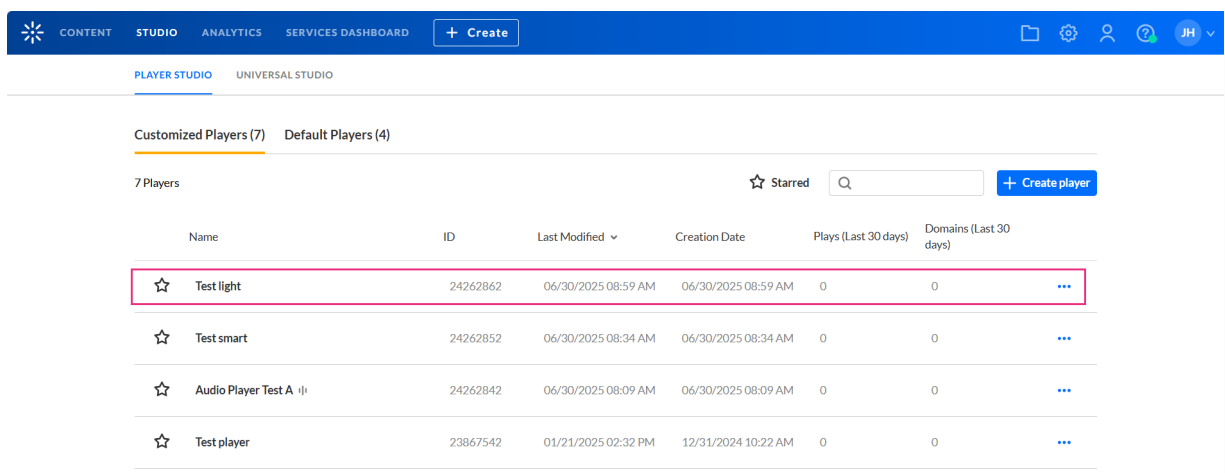 CONTENT STUDIO ANALYTICS SERVICES DASHBOARD + Create ? JH
PLAYER STUDIO UNIVERSAL STUDIO
Customized Players (7) Default Players (4)
7 Players Starred + Create player
Name ID Last Modified Creation Date Plays (Last 30 days) Domains (Last 30
days)
Test light 24262862 06/30/2025 08:59 AM 06/30/2025 08:59 AM 0 0
Test smart 24262852 06/30/2025 08:34 AM 06/30/2025 08:34 AM 0 0
Audio Player Test A 24262842 06/30/2025 08:09 AM 06/30/2025 08:09 AM 0 0
Test player 23867542 01/21/2025 02:32 PM 12/31/2024 10:22 AM 0 0